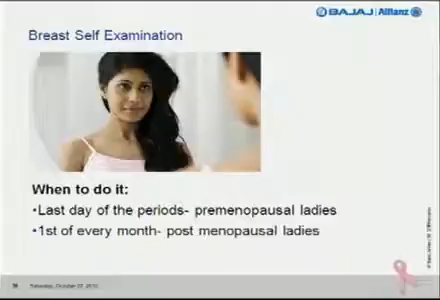 BAJAJ | Allianz
Breast Self Examination
When to do it:
•Last day of the periods- premenopausal ladies
•1st of every month- post menopausal ladies